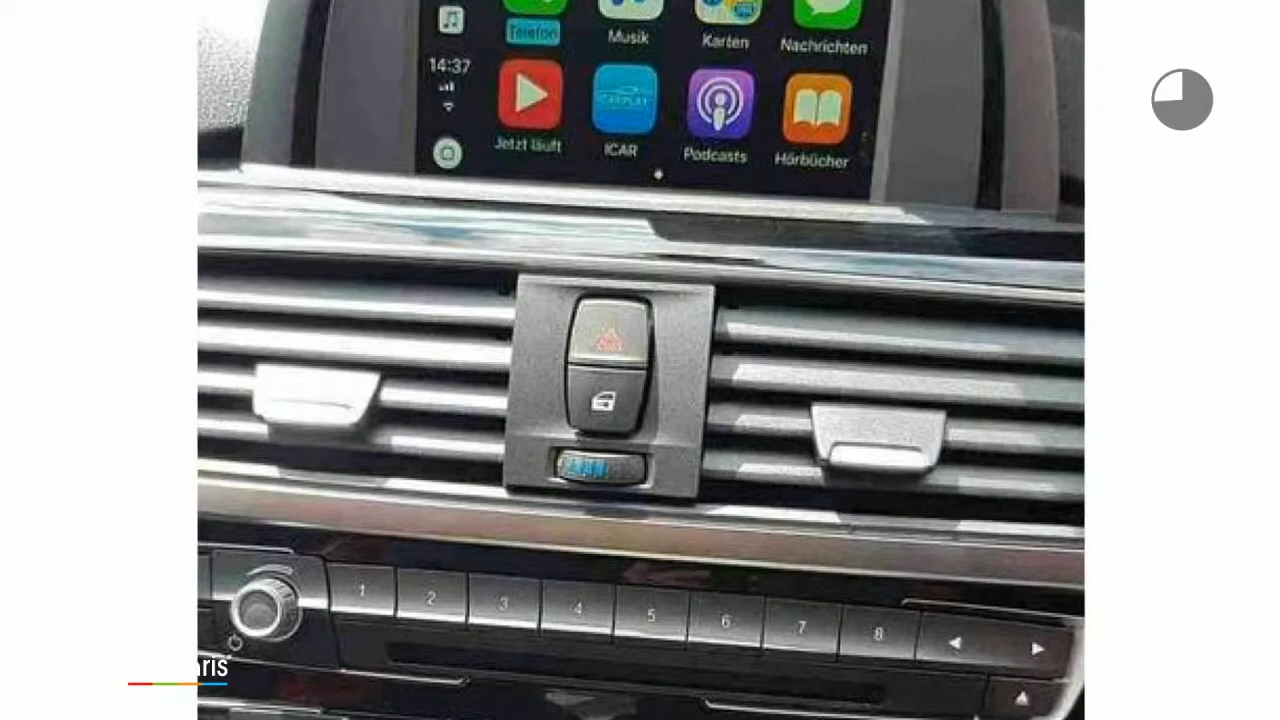 Telefon
Musik
Karten
Nachrichten
14:37
Jetzt läuft
ICAR
Podcasts
Hörbücher
1 2 3 4 5 6 7 8